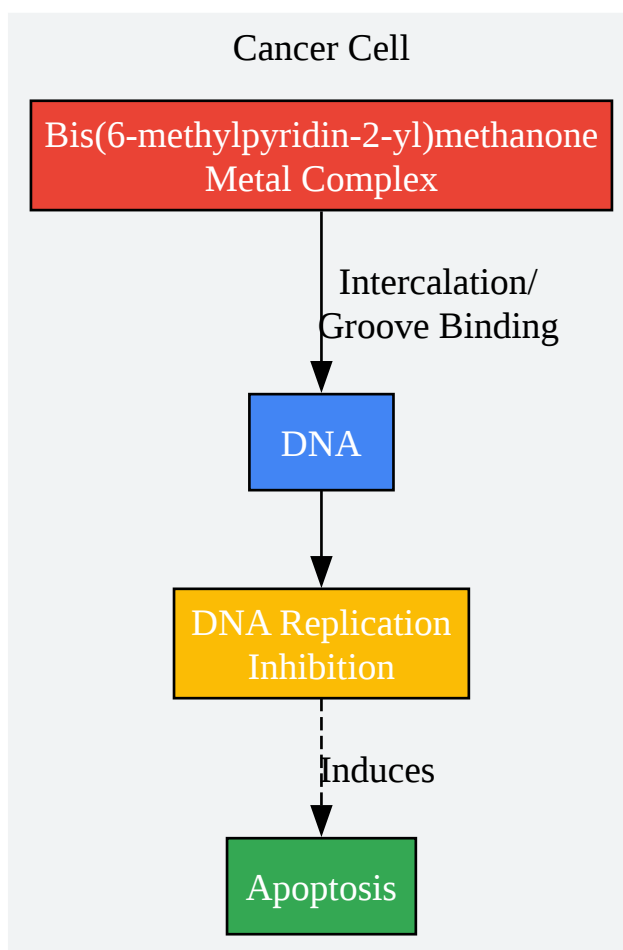 Cancer Cell
Bis(6-methylpyridin-2-yl)methanone
Metal Complex
Intercalation/
Groove Binding
DNA
DNA Replication
Inhibition
Induces
Apoptosis